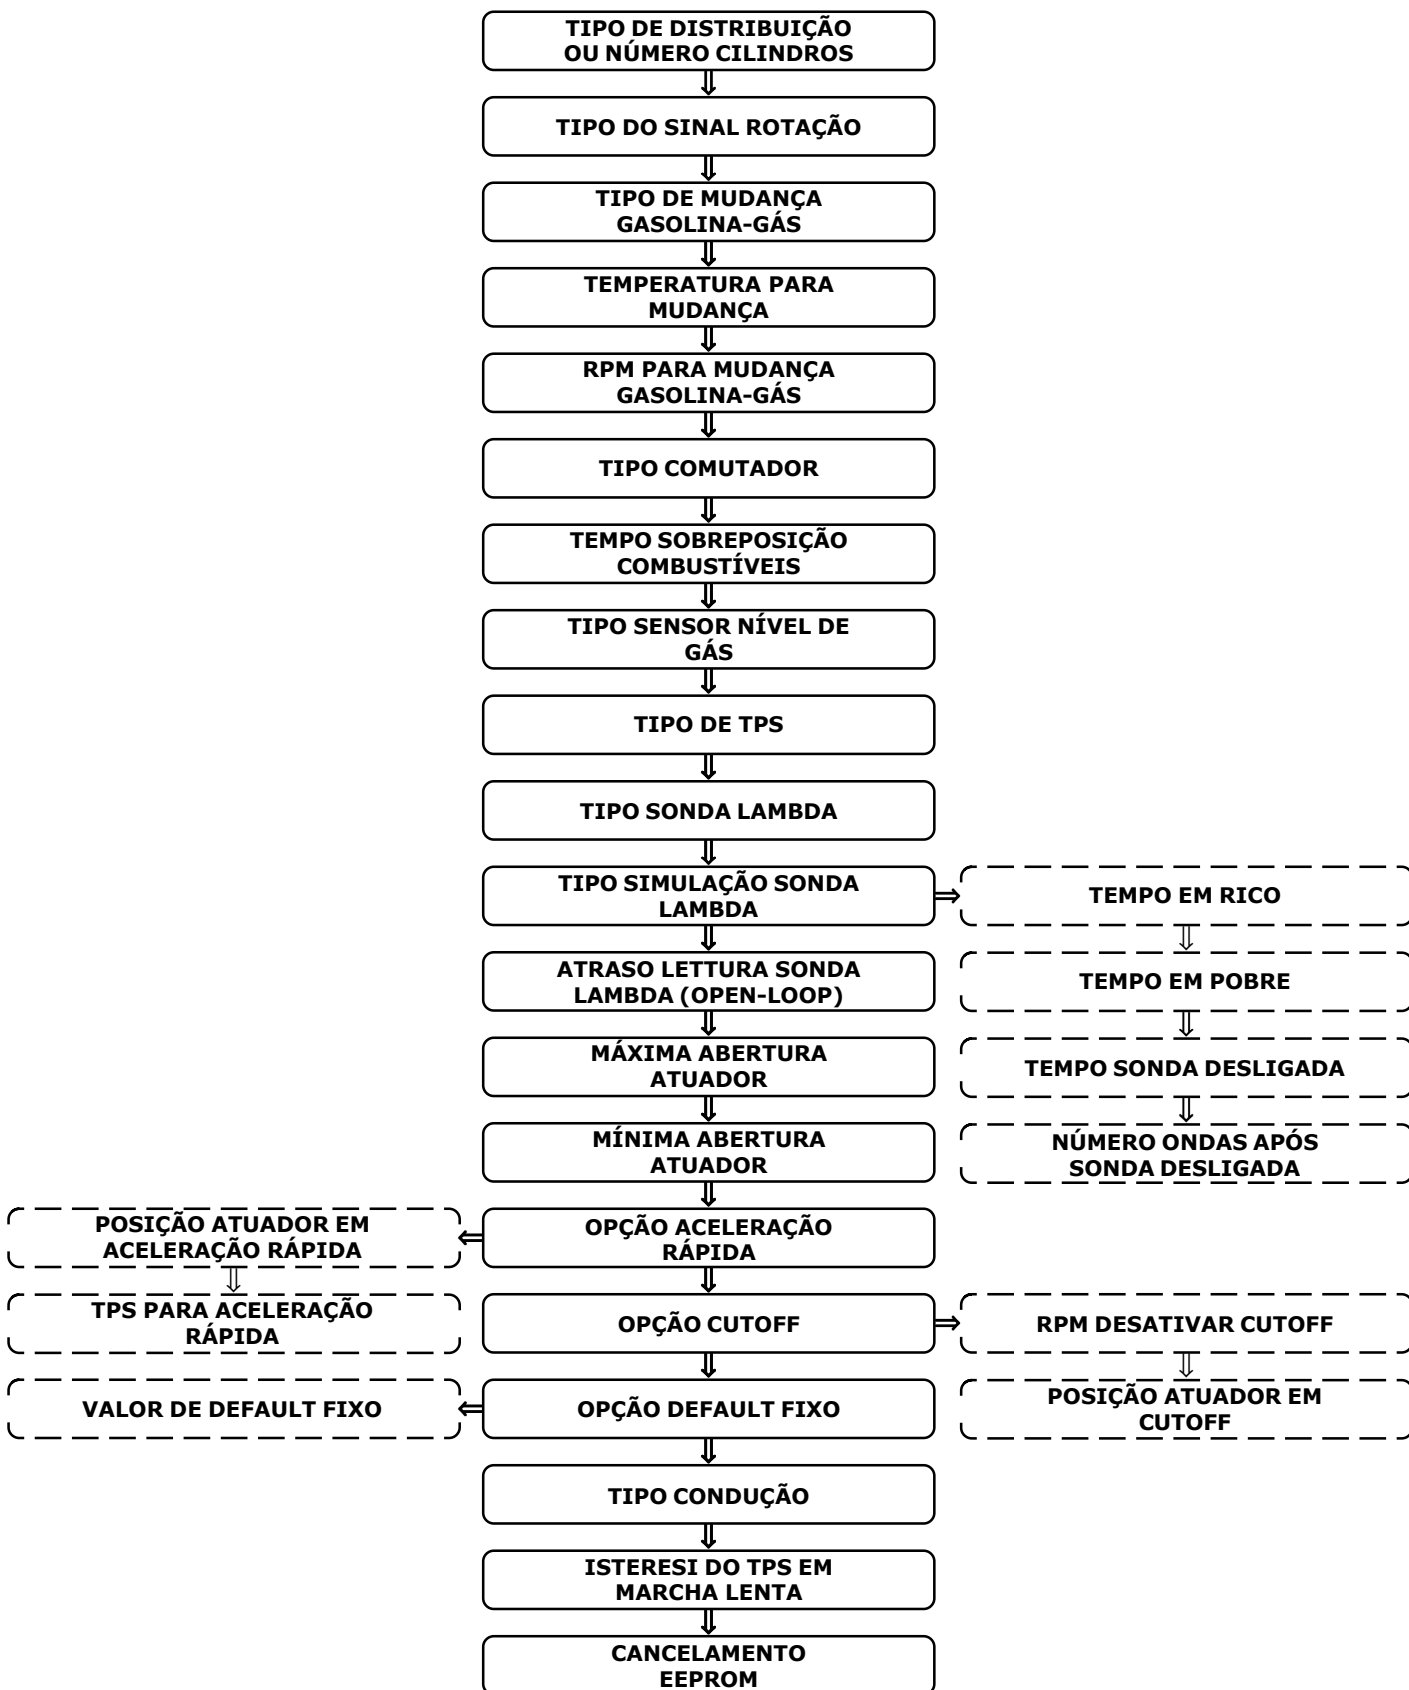 TIPO DE DISTRIBUIÇÃO
OU NÚMERO CILINDROS
TIPO DO SINAL ROTAÇÃO
TIPO DE MUDANÇA
GASOLINA-GÁS
TEMPERATURA PARA
MUDANÇA
RPM PARA MUDANÇA
GASOLINA-GÁS
TIPO COMUTADOR
TEMPO SOBREPOSIÇÃO
COMBUSTÍVEIS
TIPO SENSOR NÍVEL DE
GÁS
TIPO DE TPS
TIPO SONDA LAMBDA
TIPO SIMULAÇÃO SONDA
LAMBDA
TEMPO EM RICO
ATRASO LETTURA SONDA
LAMBDA (OPEN-LOOP)
TEMPO EM POBRE
MÁXIMA ABERTURA
ATUADOR
TEMPO SONDA DESLIGADA
MÍNIMA ABERTURA
ATUADOR
NÚMERO ONDAS APÓS
SONDA DESLIGADA
POSIÇÃO ATUADOR EM
ACELERAÇÃO RÁPIDA
OPÇÃO ACELERAÇÃO
RÁPIDA
TPS PARA ACELERAÇÃO
RÁPIDA
OPÇÃO CUTOFF
RPM DESATIVAR CUTOFF
VALOR DE DEFAULT FIXO
OPÇÃO DEFAULT FIXO
POSIÇÃO ATUADOR EM
CUTOFF
TIPO CONDUÇÃO
ISTERESI DO TPS EM
MARCHA LENTA
CANCELAMENTO
EEPROM